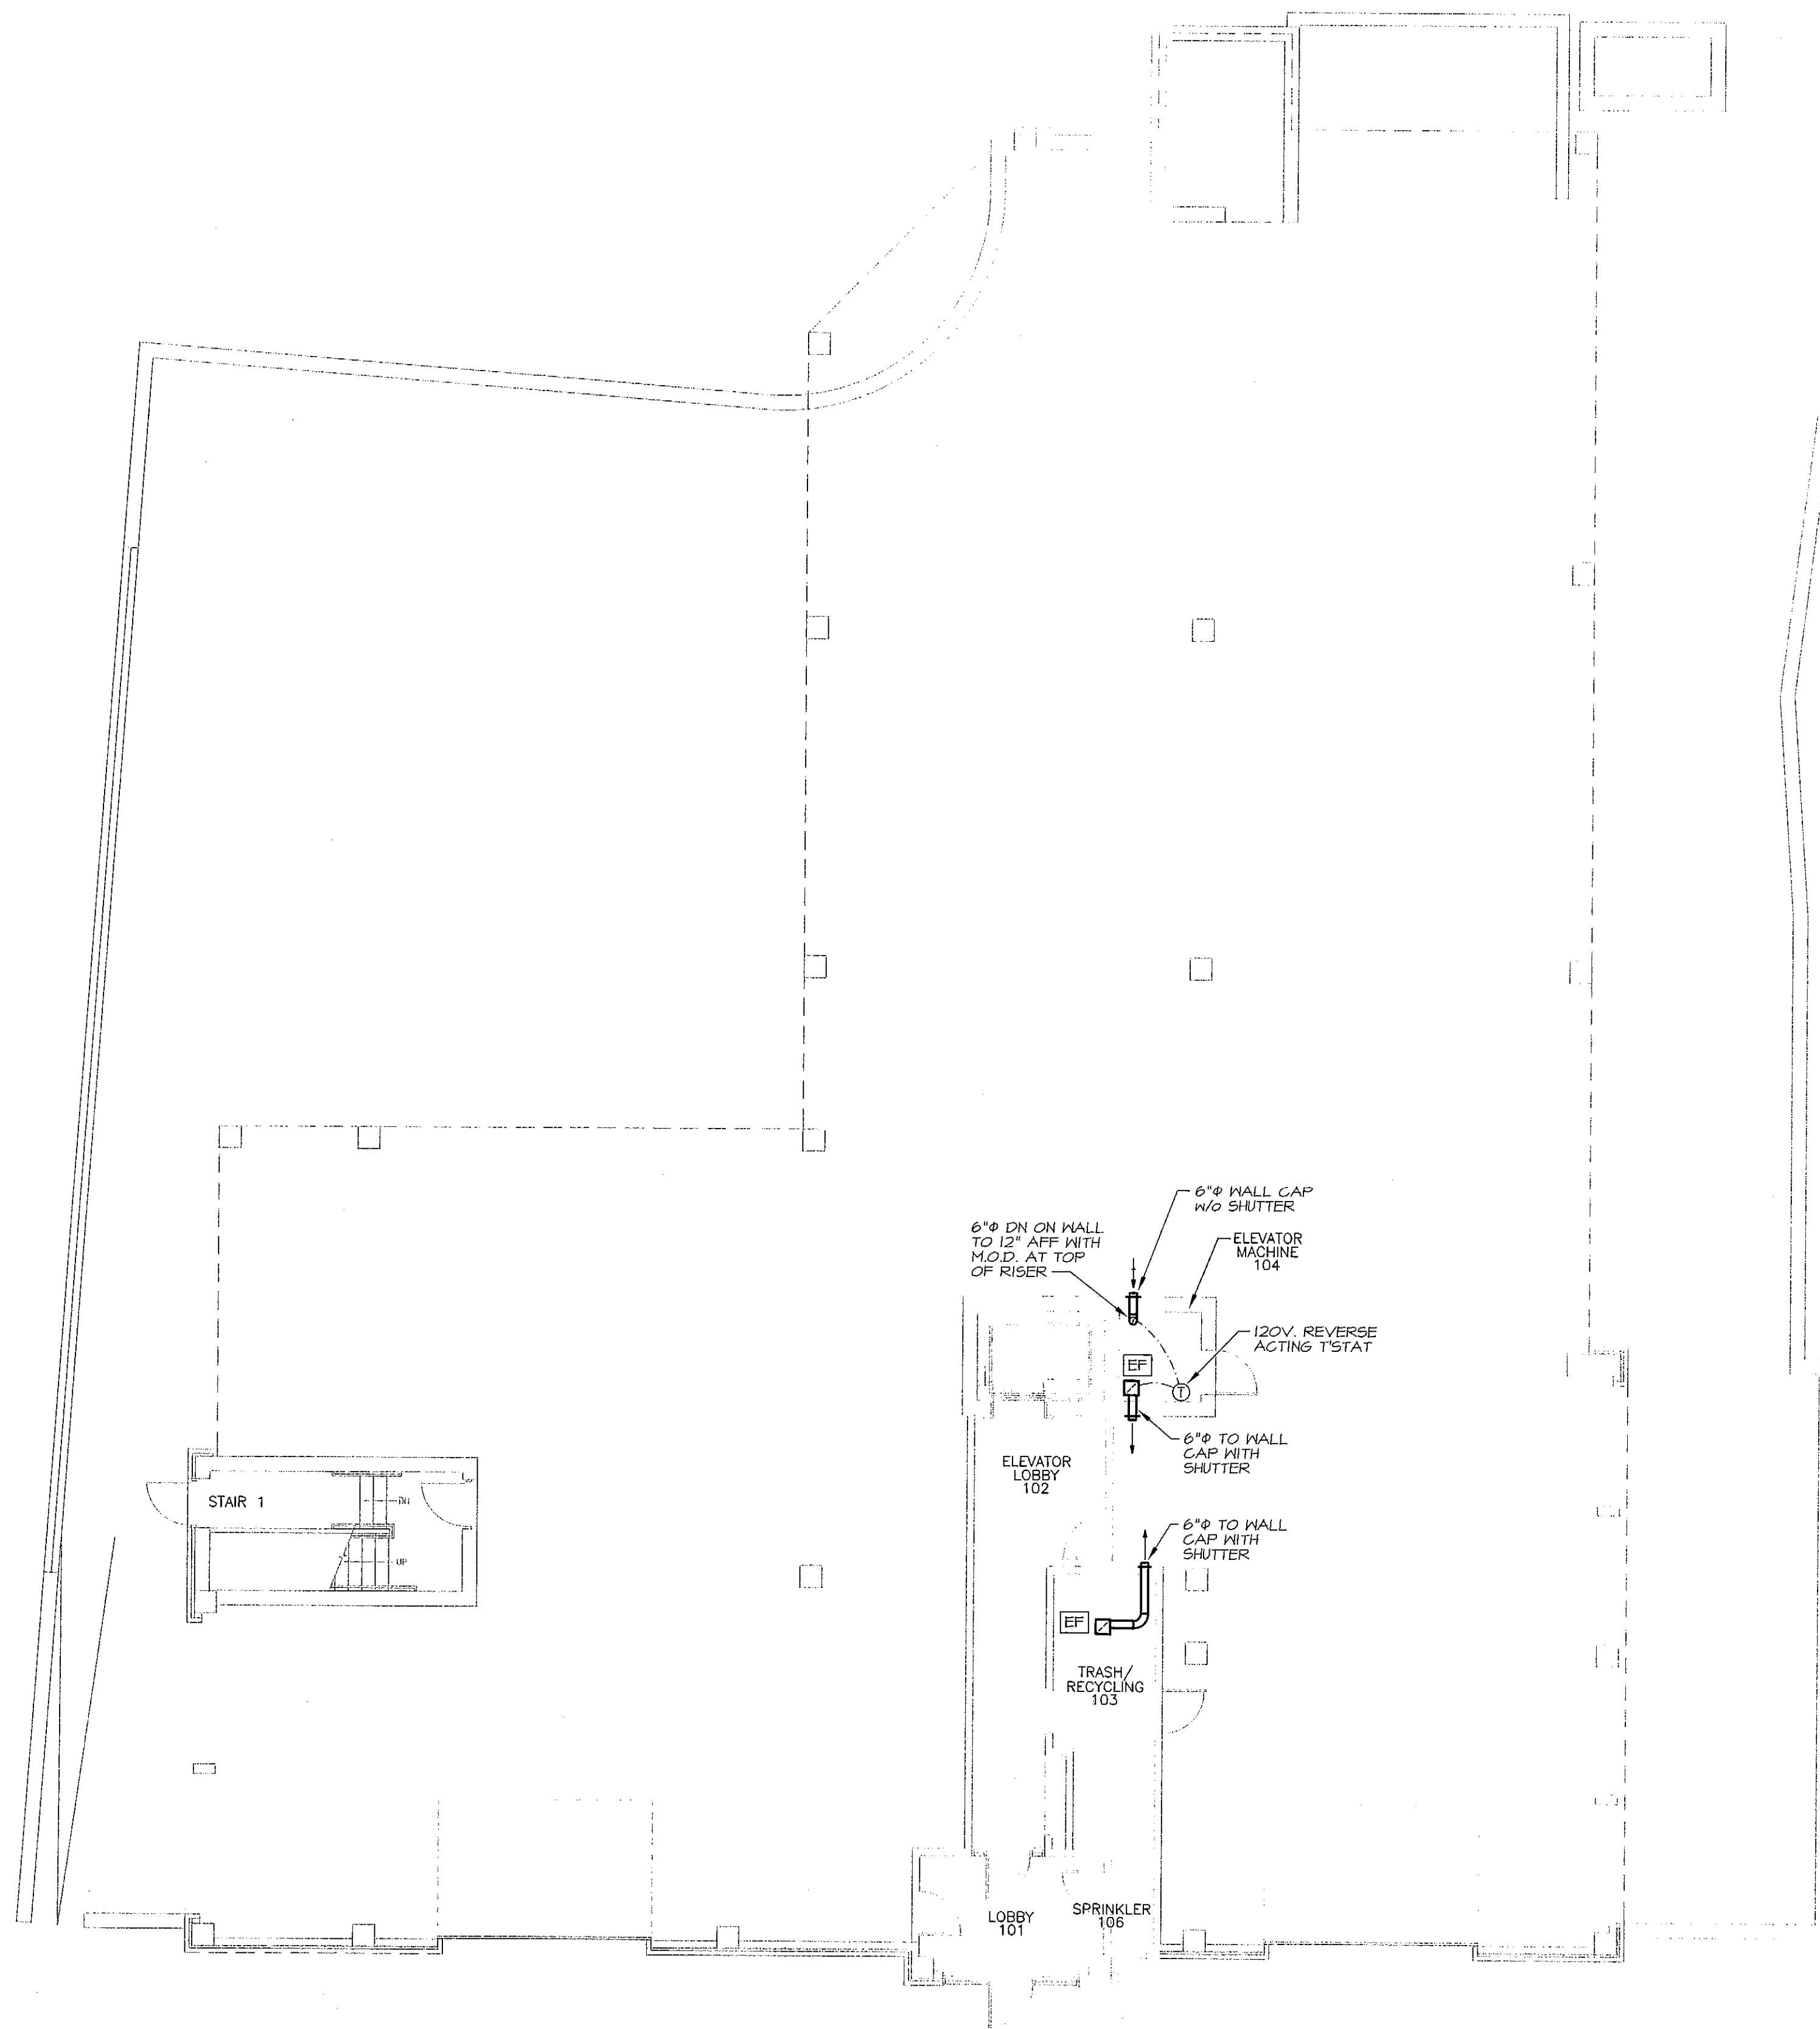 6"Φ WALL CAP
W/O SHUTTER
6"Φ DN ON WALL
TO 12" AFF WITH
M.O.D. AT TOP
OF RISER
ELEVATOR
MACHINE
104
120V. REVERSE
ACTING T'STAT
EF
T
6"Φ TO WALL
CAP WITH
SHUTTER
ELEVATOR
LOBBY
102
STAIR 1
DN
UP
6"Φ TO WALL
CAP WITH
SHUTTER
EF
TRASH/
RECYCLING
103
LOBBY
101
SPRINKLER
106